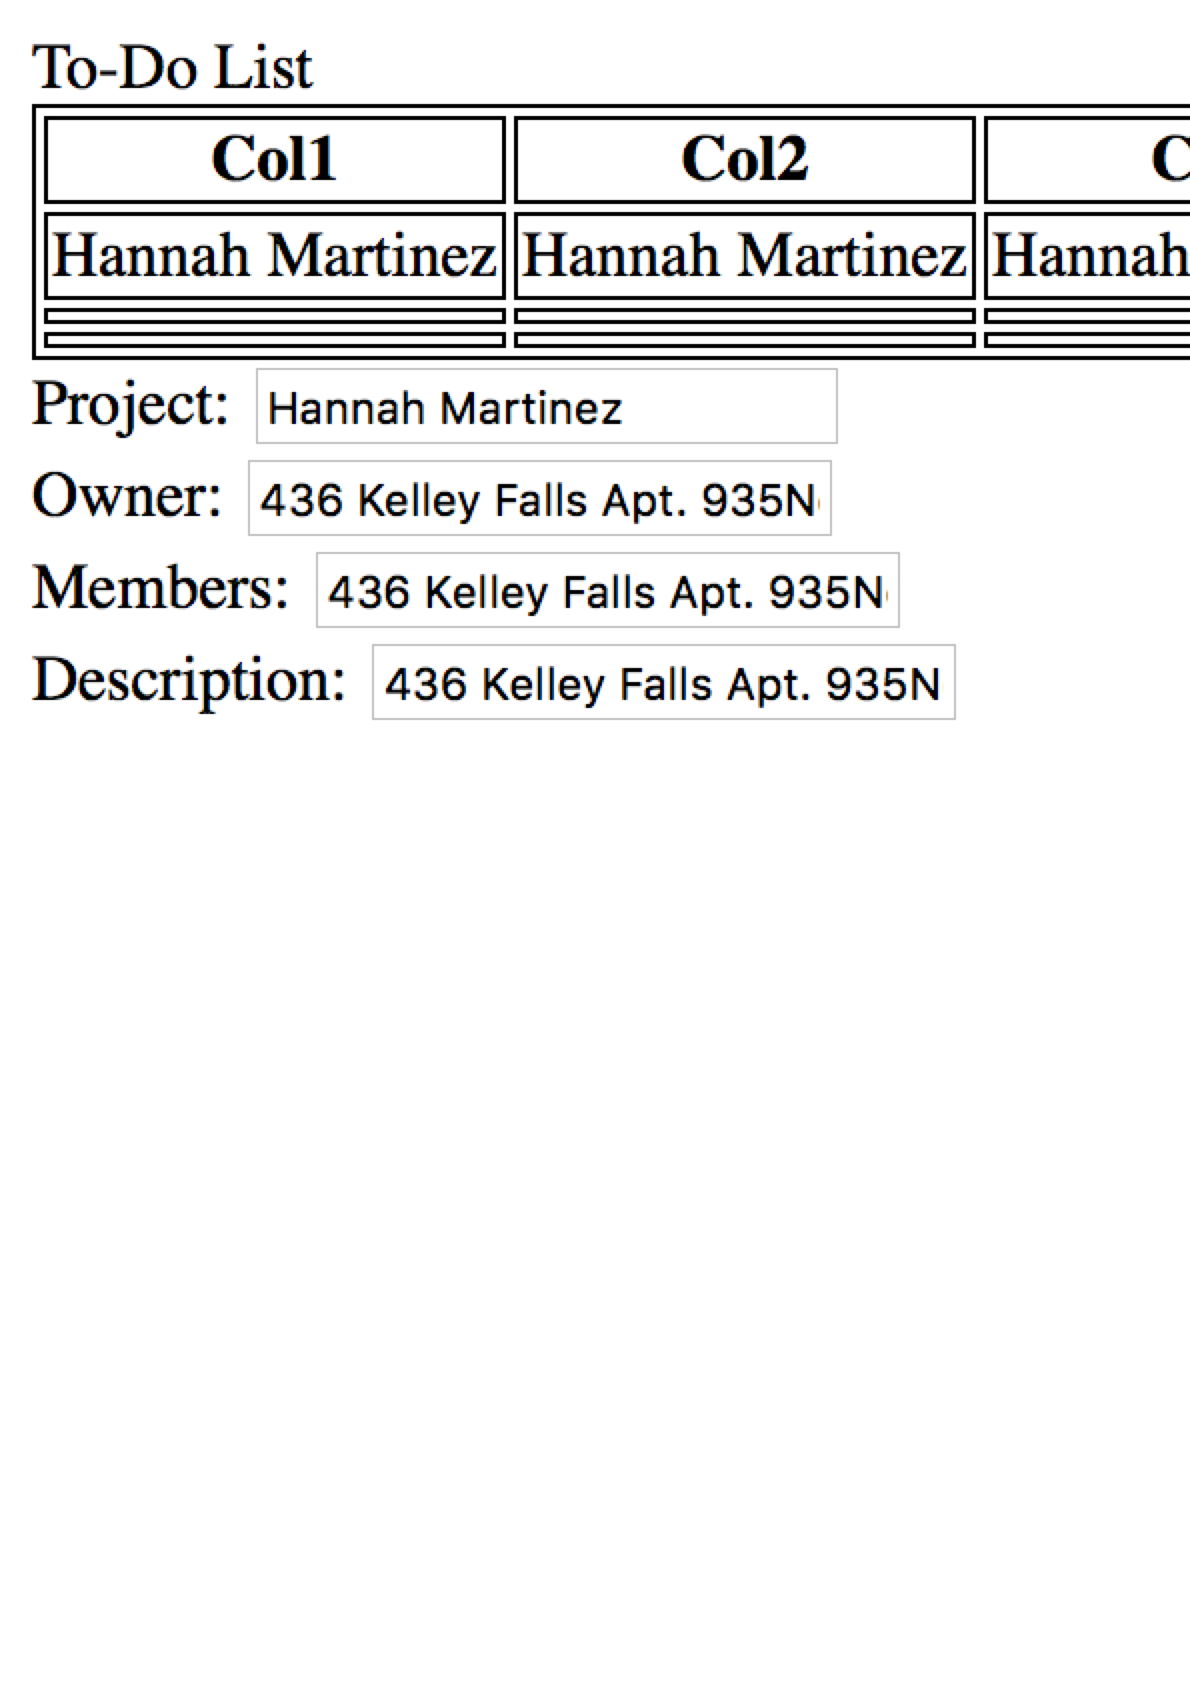 To-Do List
Col1 Col2
Hannah Martinez Hannah Martinez Hannah
Project: Hannah Martinez
Owner: 436 Kelley Falls Apt. 935N
Members: 436 Kelley Falls Apt. 935N
Description: 436 Kelley Falls Apt. 935N